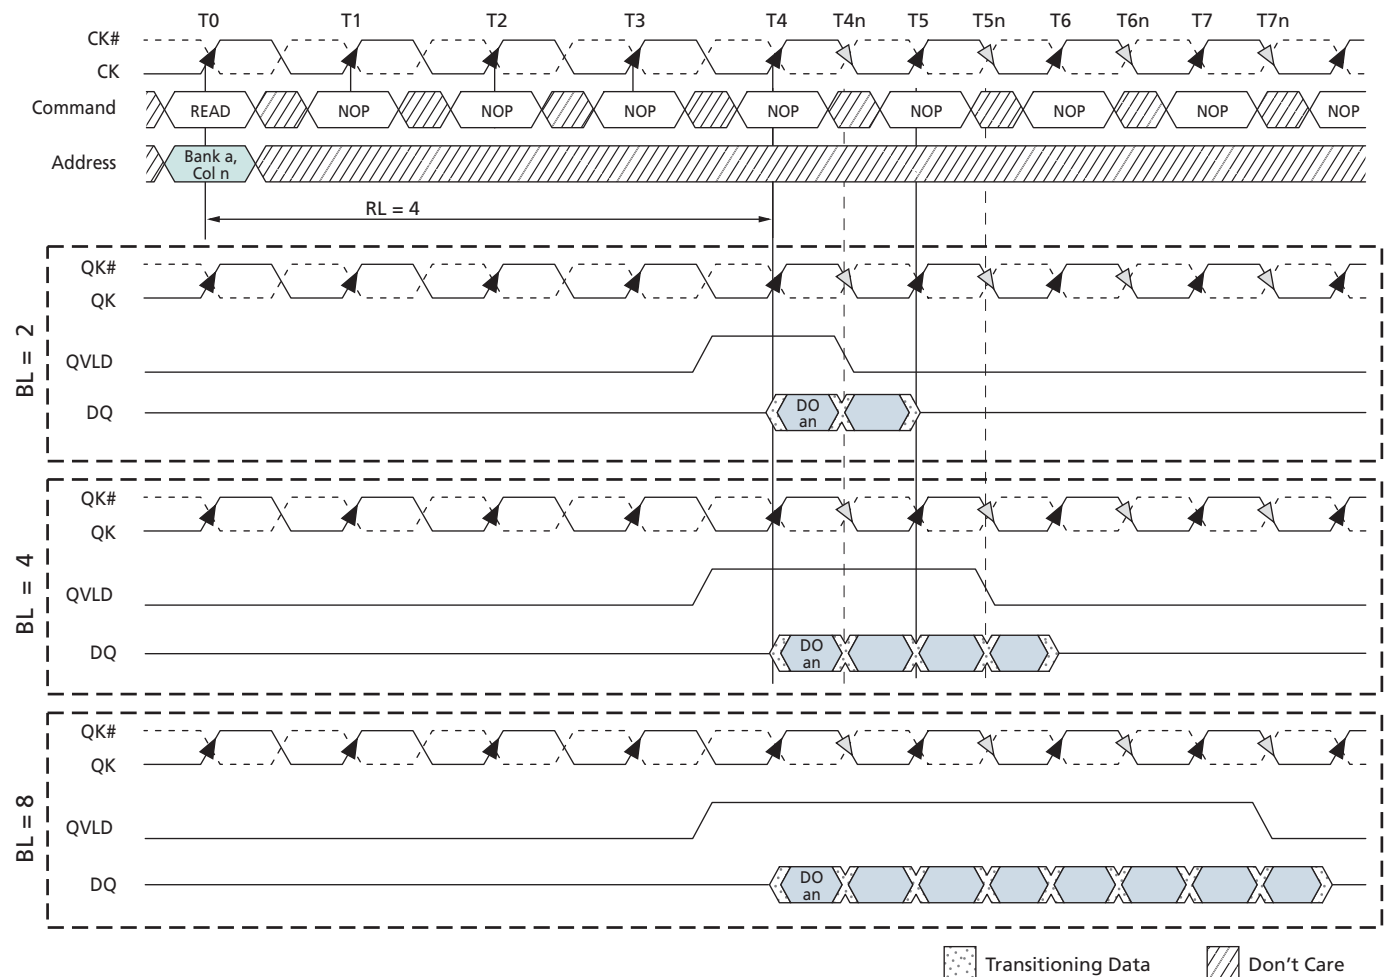 T0 T1 T2 T3 T4 T4n T5 T5n T6 T6n T7 T7n
CK#
CK
Command READ NOP NOP NOP NOP NOP NOP NOP NOP
Address Bank a,
Col n
RL = 4
BL = 2
QK#
QK
QVLD
DQ DO
an
BL = 4
QK#
QK
QVLD
DQ DO
an
BL = 8
QK#
QK
QVLD
DQ DO
an
Transitioning Data Don't Care